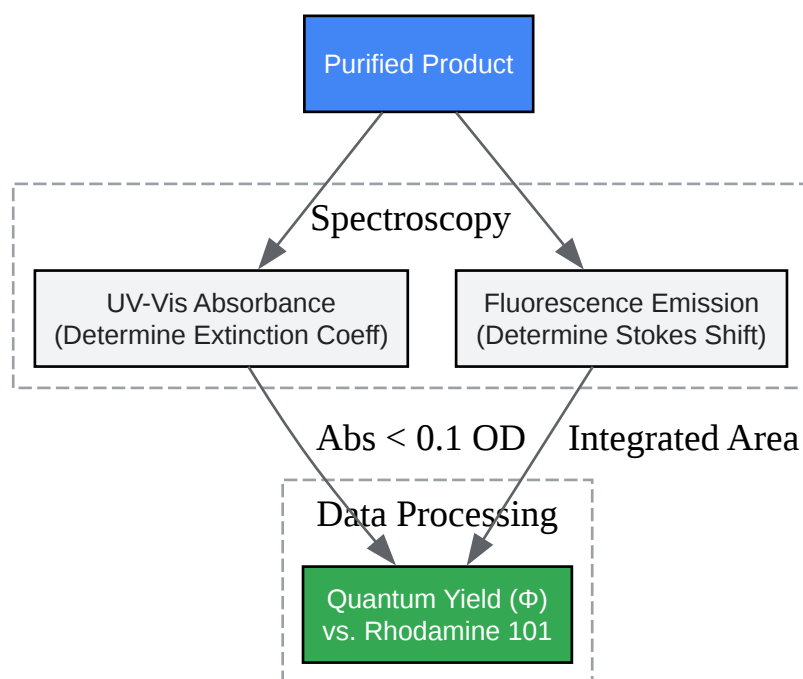 Purified Product
Spectroscopy
UV-Vis Absorbance
(Determine Extinction Coeff)
Fluorescence Emission
(Determine Stokes Shift)
Abs < 0.1 OD
Integrated Area
Data Processing
Quantum Yield (Φ)
vs. Rhodamine 101